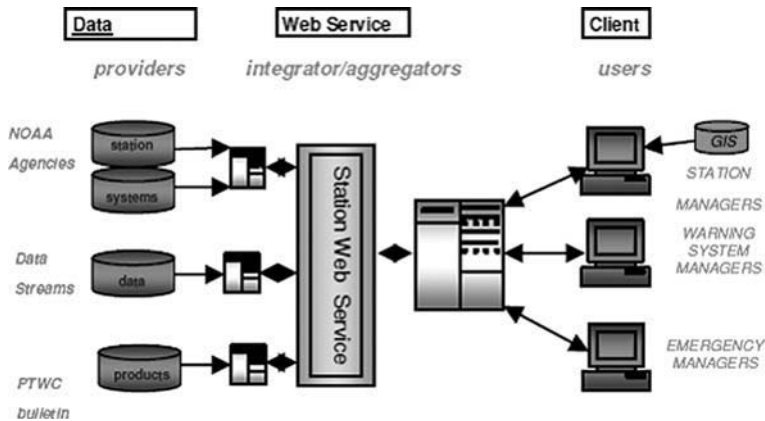 Data
Web Service
Client
providers
integrator/aggregators
users
NOAA
Agencies
station
systems
Data
Streams
data
PTWC
bulletin
products
Station Web Service
GIS
STATION
MANAGERS
WARNING
SYSTEM
MANAGERS
EMERGENCY
MANAGERS